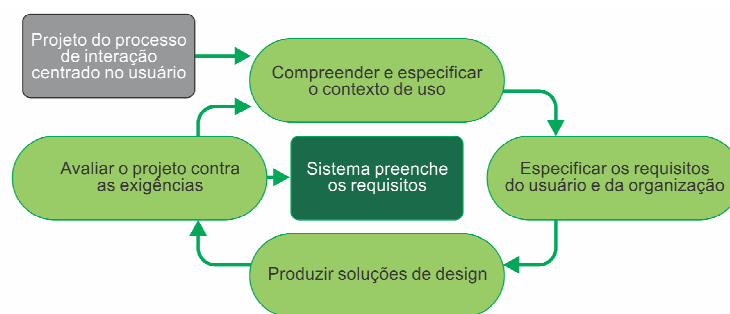 Projeto do processo
de interação
centrado no usuário
Compreender e especificar
o contexto de uso
Avaliar o projeto contra
as exigências
Sistema preenche
os requisitos
Especificar os requisitos
do usuário e da organização
Produzir soluções de design